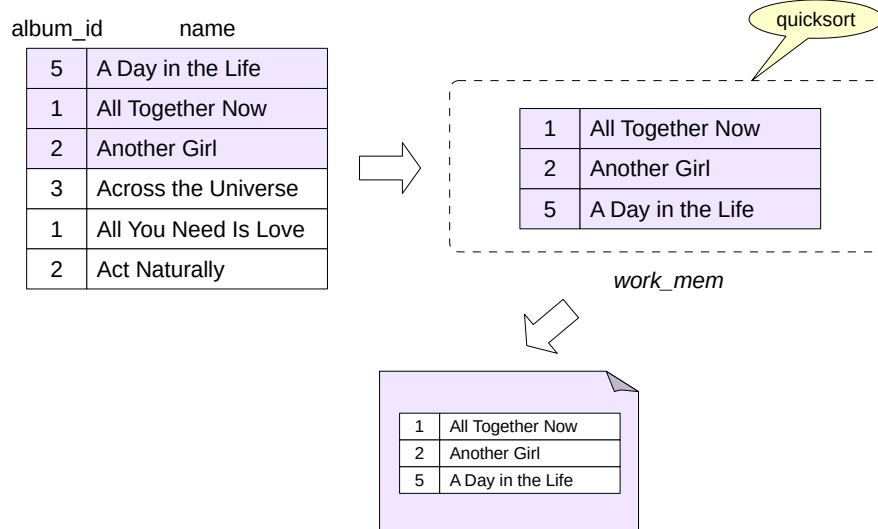 album_id name
5 A Day in the Life
1 All Together Now
2 Another Girl
3 Across the Universe
1 All You Need Is Love
2 Act Naturally
quicksort
1 All Together Now
2 Another Girl
5 A Day in the Life
work_mem
1 All Together Now
2 Another Girl
5 A Day in the Life